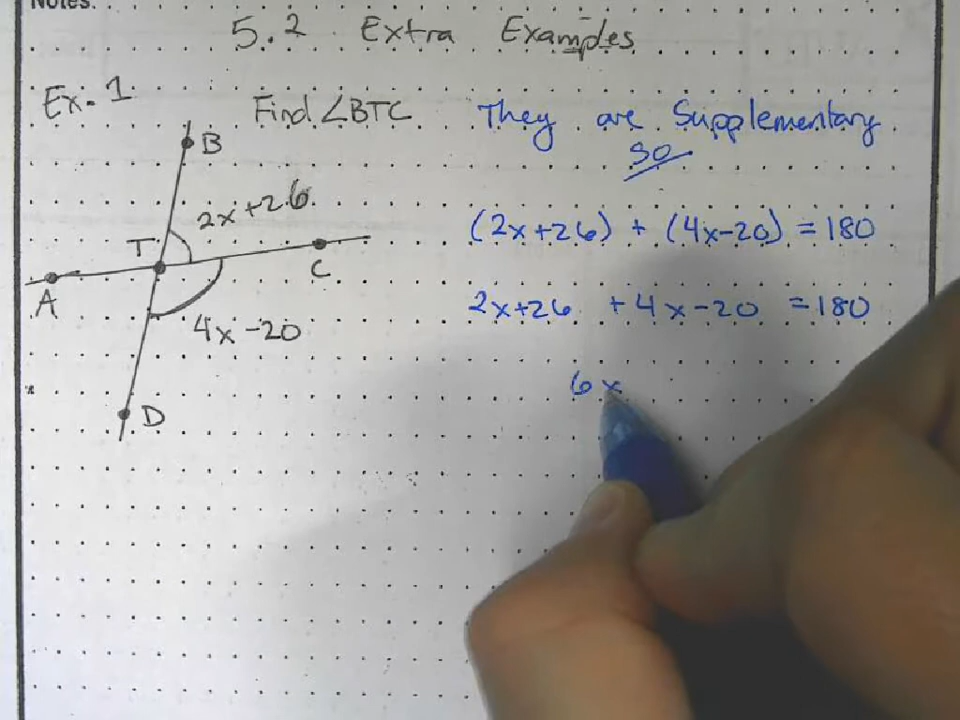 Notes:
5.2 Extra Examples
Ex. 1
Find ∠BTC
They are Supplementary
so
B
2x+26
T
C
A
4x-20
D
(2x+26) + (4x-20) = 180
2x+26 +4x-20 =180
6x